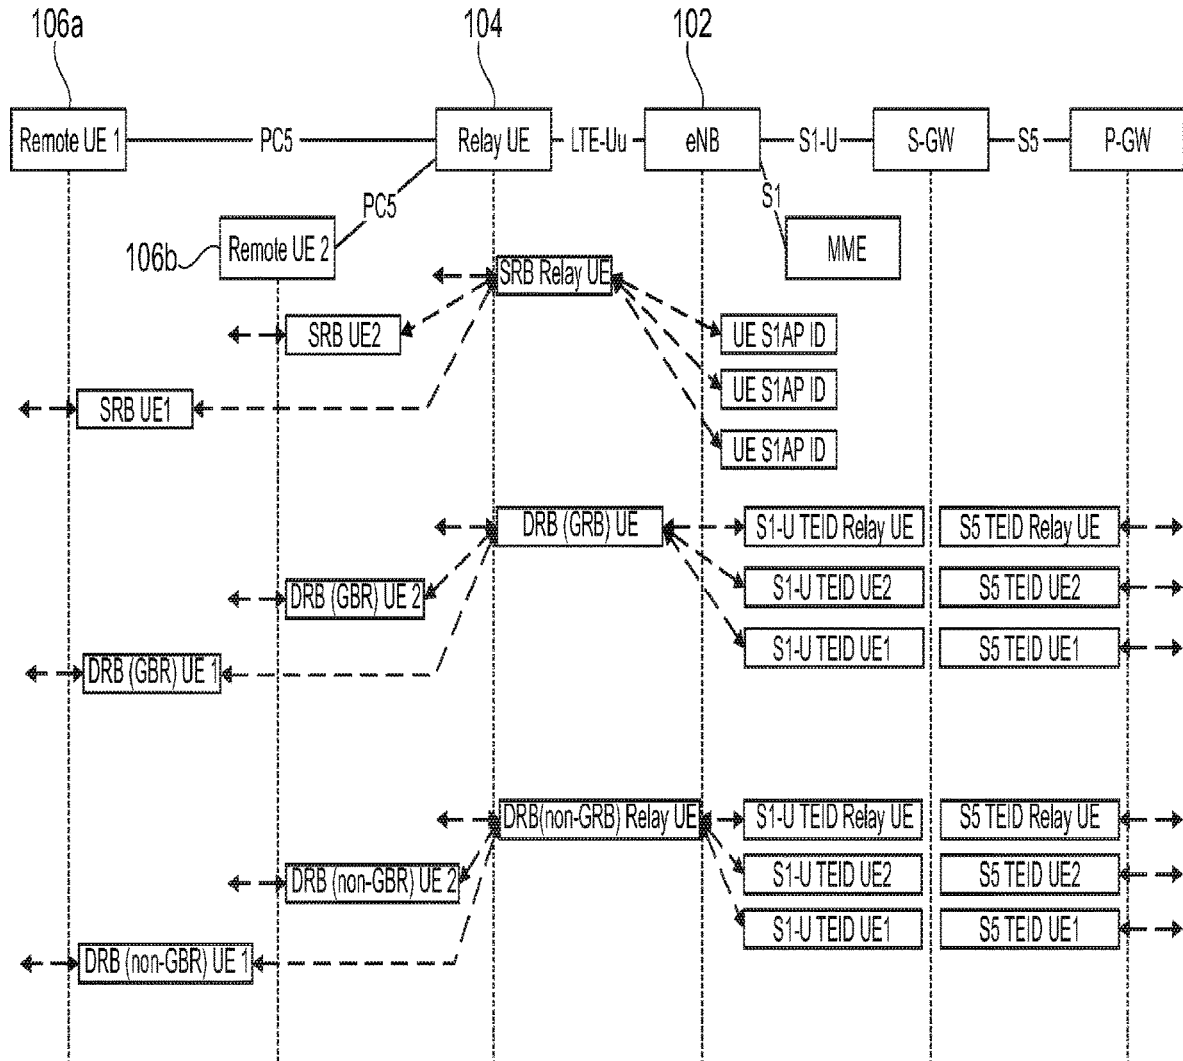 106a
104
102
Remote UE 1
PC5
Relay UE
LTE-Uu
eNB
S1-U
S-GW
S5
P-GW
PC5
S1
106b
Remote UE 2
MME
SRB Relay UE
SRB UE2
UE S1AP ID
UE S1AP ID
SRB UE1
UE S1AP ID
DRB (GRB) UE
S1-U TEID Relay UE
S5 TEID Relay UE
DRB (GBR) UE 2
S1-U TEID UE2
S5 TEID UE2
DRB (GBR) UE 1
S1-U TEID UE1
S5 TEID UE1
DRB(non-GRB) Relay UE
S1-U TEID Relay UE
S5 TEID Relay UE
DRB (non-GBR) UE 2
S1-U TEID UE2
S5 TEID UE2
S1-U TEID UE1
S5 TEID UE1
DRB (non-GBR) UE 1